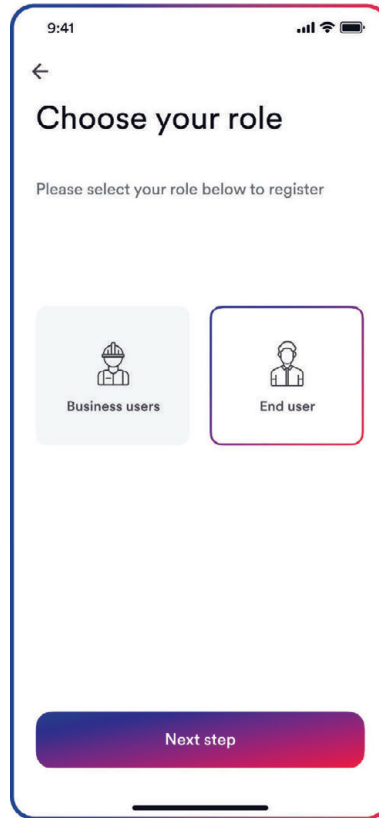 9:41
Choose your role
Please select your role below to register
Business users
End user
Next step